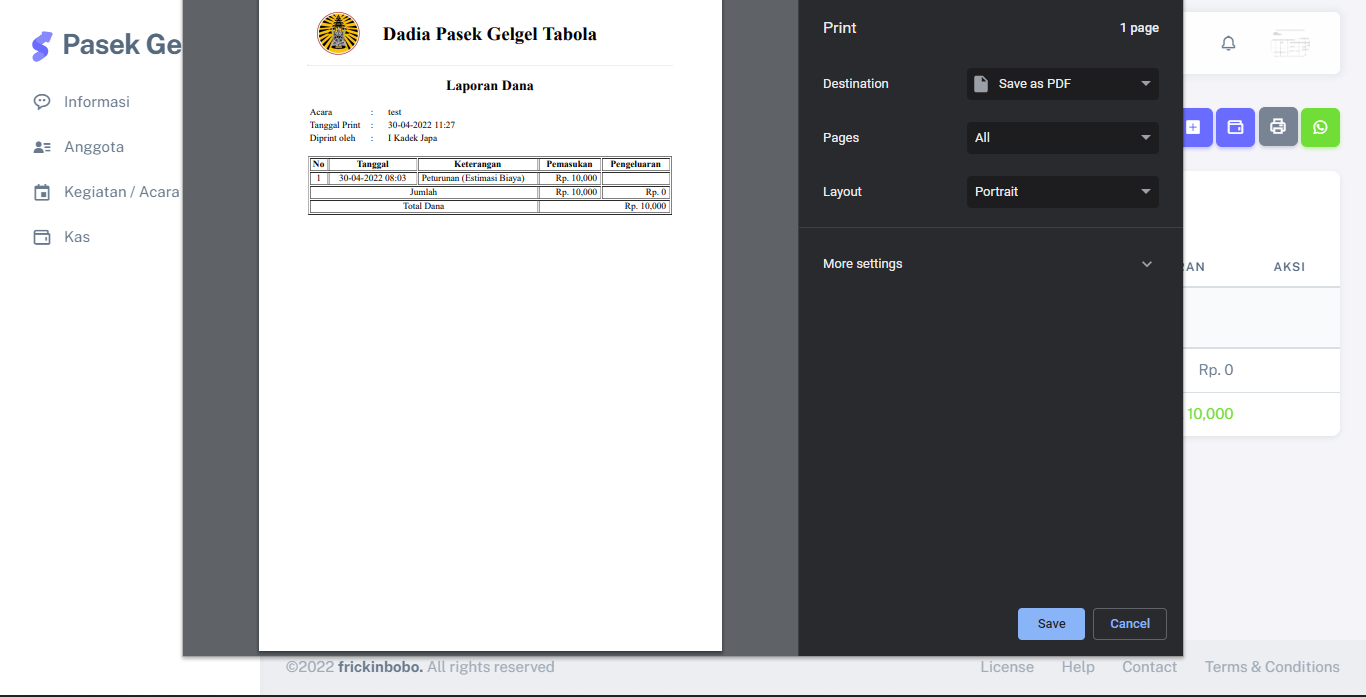 Pasek Ge
Informasi
Anggota
Kegiatan / Acara
Kas
Dadia Pasek Gelgel Tabola
Laporan Dana
Acara : test
Tanggal Print : 30-04-2022 11:27
Diprint oleh : I Kadek Japa
No Tanggal Keterangan Pemasukan Pengeluaran
1 30-04-2022 08:03 Peturunan (Estimasi Biaya) Rp. 10,000
Jumlah Rp. 10,000 Rp. 0
Total Dana Rp. 10,000
Print 1 page
Destination Save as PDF
Pages All
Layout Portrait
More settings
Save Cancel
RAN AKSI
Rp. 0
10,000
©2022 frickinbobo. All rights reserved
License Help Contact Terms & Conditions